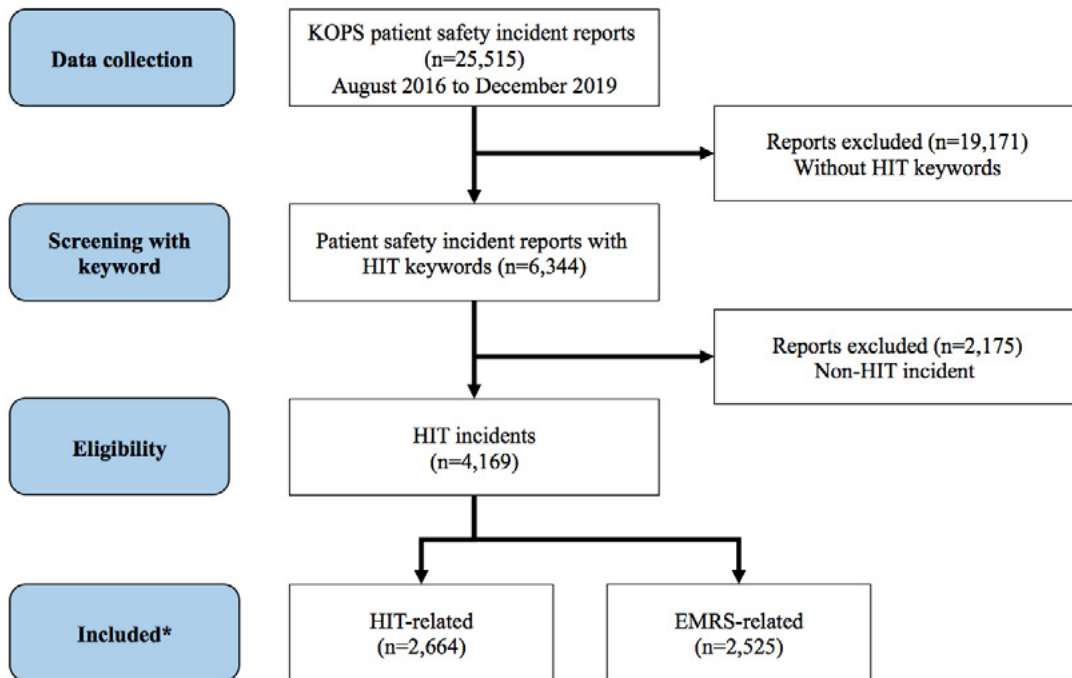 Data collection
KOPS patient safety incident reports
(n=25,515)
August 2016 to December 2019
Reports excluded (n=19,171)
Without HIT keywords
Screening with
keyword
Patient safety incident reports with
HIT keywords (n=6,344)
Reports excluded (n=2,175)
Non-HIT incident
Eligibility
HIT incidents
(n=4,169)
Included*
HIT-related
(n=2,664)
EMRS-related
(n=2,525)